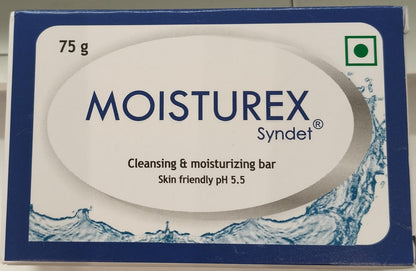 75 g
MOISTUREX
Syndet®
Cleansing & moisturizing bar
Skin friendly pH 5.5